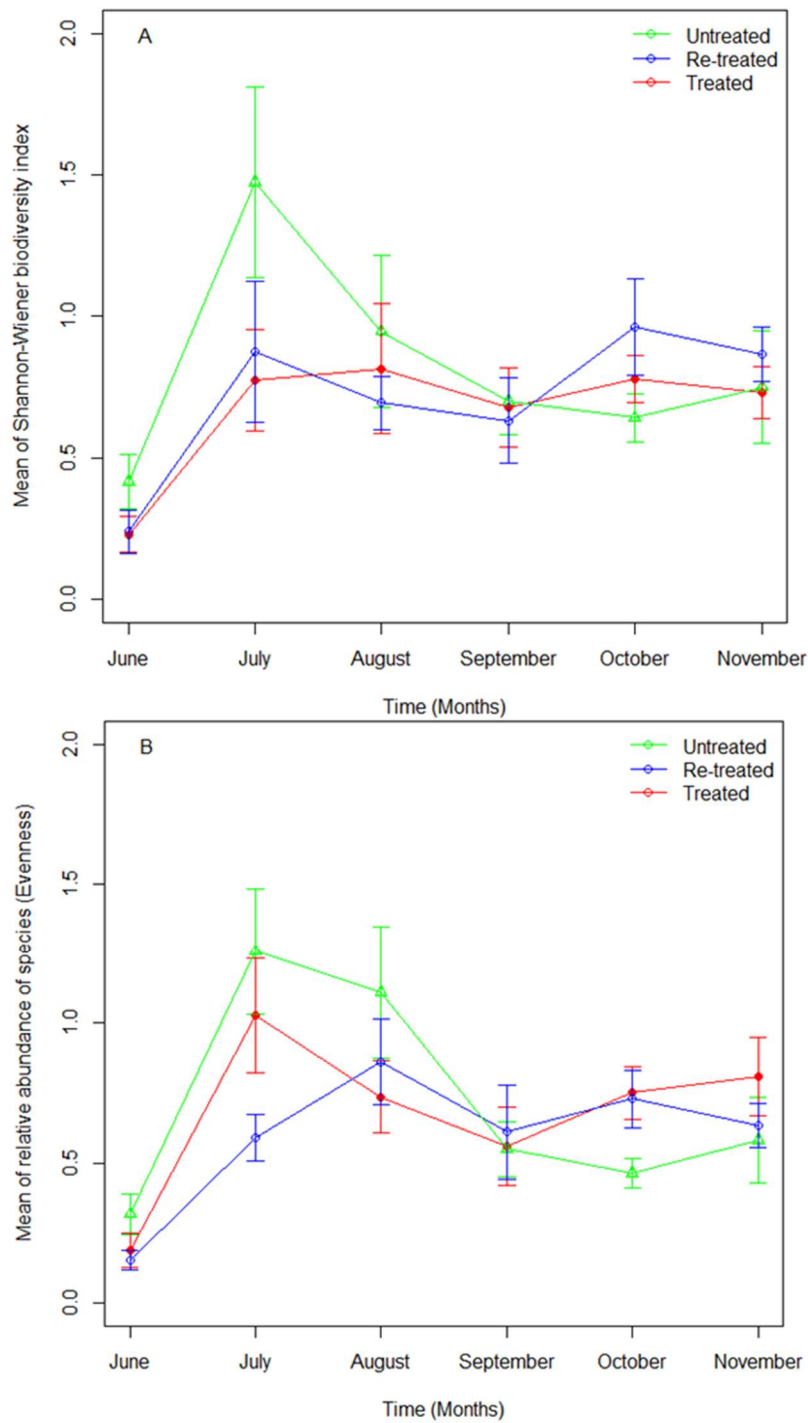 A
Untreated
Re-treated
Treated
Mean of Shannon-Wiener biodiversity index
2.0
1.5
1.0
0.5
0.0
June July August September October November
Time (Months)
B
Untreated
Re-treated
Treated
Mean of relative abundance of species (Evenness)
2.0
1.5
1.0
0.5
0.0
June July August September October November
Time (Months)